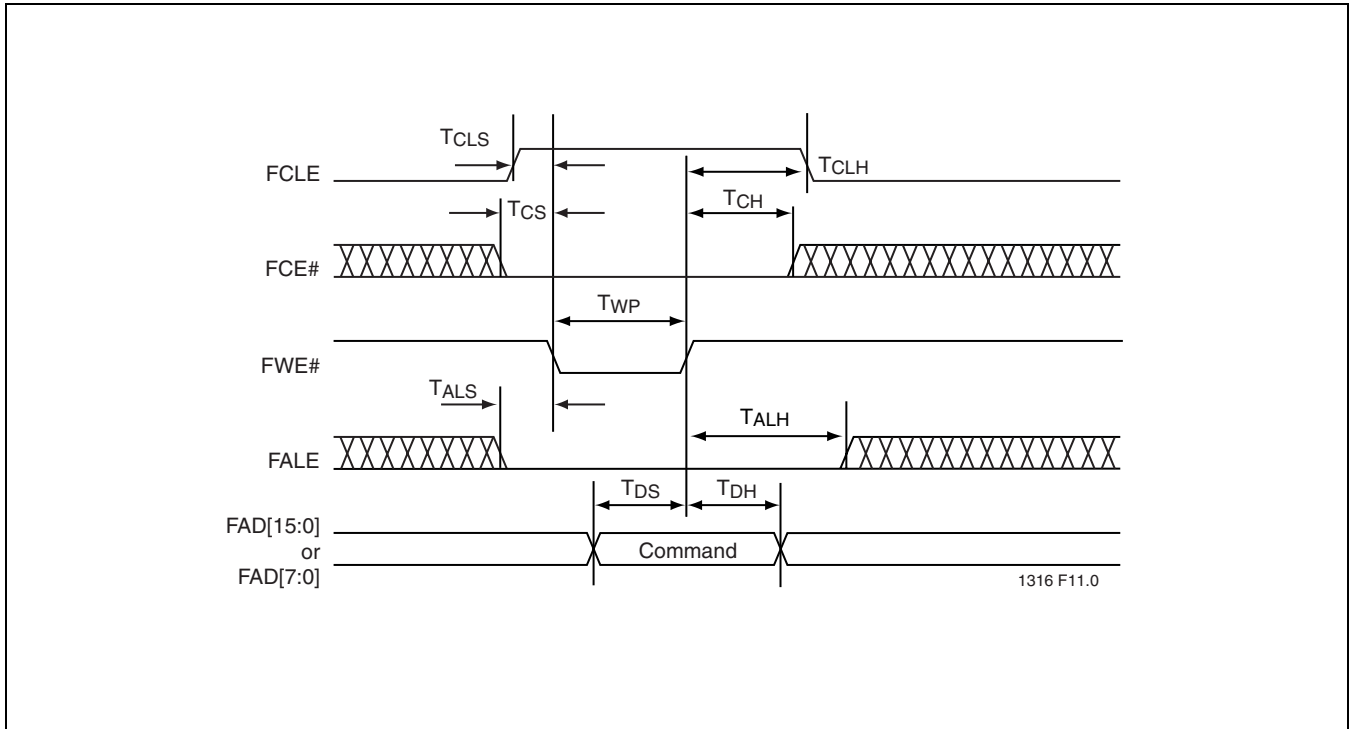 TCLS
FCLE
TCLH
TCS
TCH
FCE#
TWP
FWE#
TALS
TALH
FALE
TDS
TDH
FAD[15:0]
or
FAD[7:0]
Command
1316 F11.0